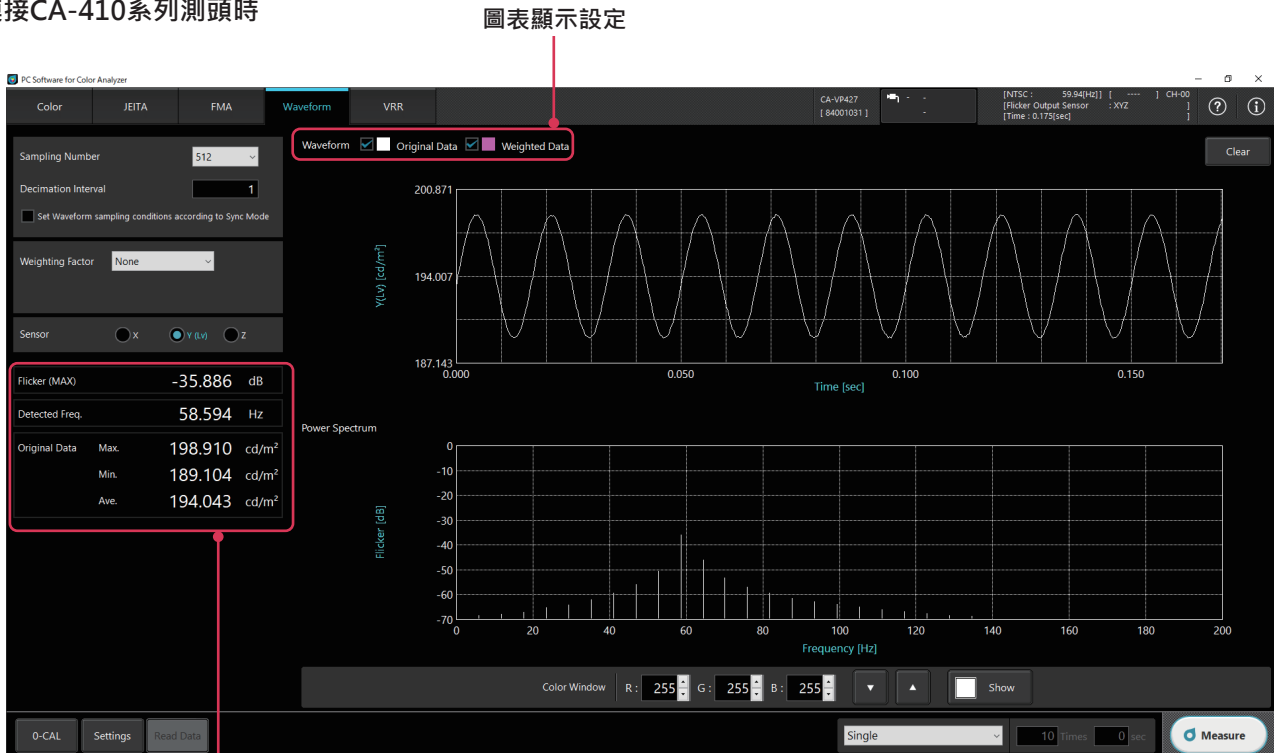 接CA-410系列測頭時
圖表顯示設定
PC Software for Color Analyzer
Color JEITA FMA Waveform VRR
CA-VP427
[ 84001031 ]
- -
-
[NTSC : 59.94[Hz]] [ ---- ] CH-00
[Flicker Output Sensor : XYZ ]
[Time : 0.175[sec] ]
Sampling Number 512
Decimation Interval 1
Set Waveform sampling conditions according to Sync Mode
Weighting Factor None
Sensor X Y (Lv) Z
Flicker (MAX) -35.886 dB
Detected Freq. 58.594 Hz
Original Data Max. 198.910 cd/m²
Min. 189.104 cd/m²
Ave. 194.043 cd/m²
Waveform Original Data Weighted Data
Clear
200.871
194.007
187.143
Y(Lv) [cd/m²]
0.000 0.050 0.100 0.150
Time [sec]
Power Spectrum
0
-10
-20
-30
-40
-50
-60
-70
Flicker [dB]
0 20 40 60 80 100 120 140 160 180 200
Frequency [Hz]
Color Window R : 255 G : 255 B : 255 ▼ ▲ Show
0-CAL Settings Read Data Single 10 Times 0 sec Measure